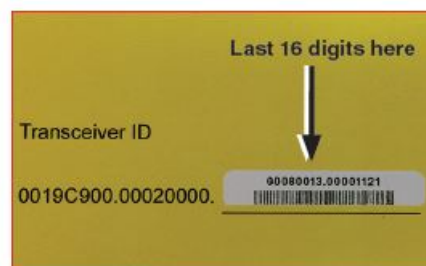 Last 16 digits here
Transceiver ID
00080013.00001121
0019C900.00020000.